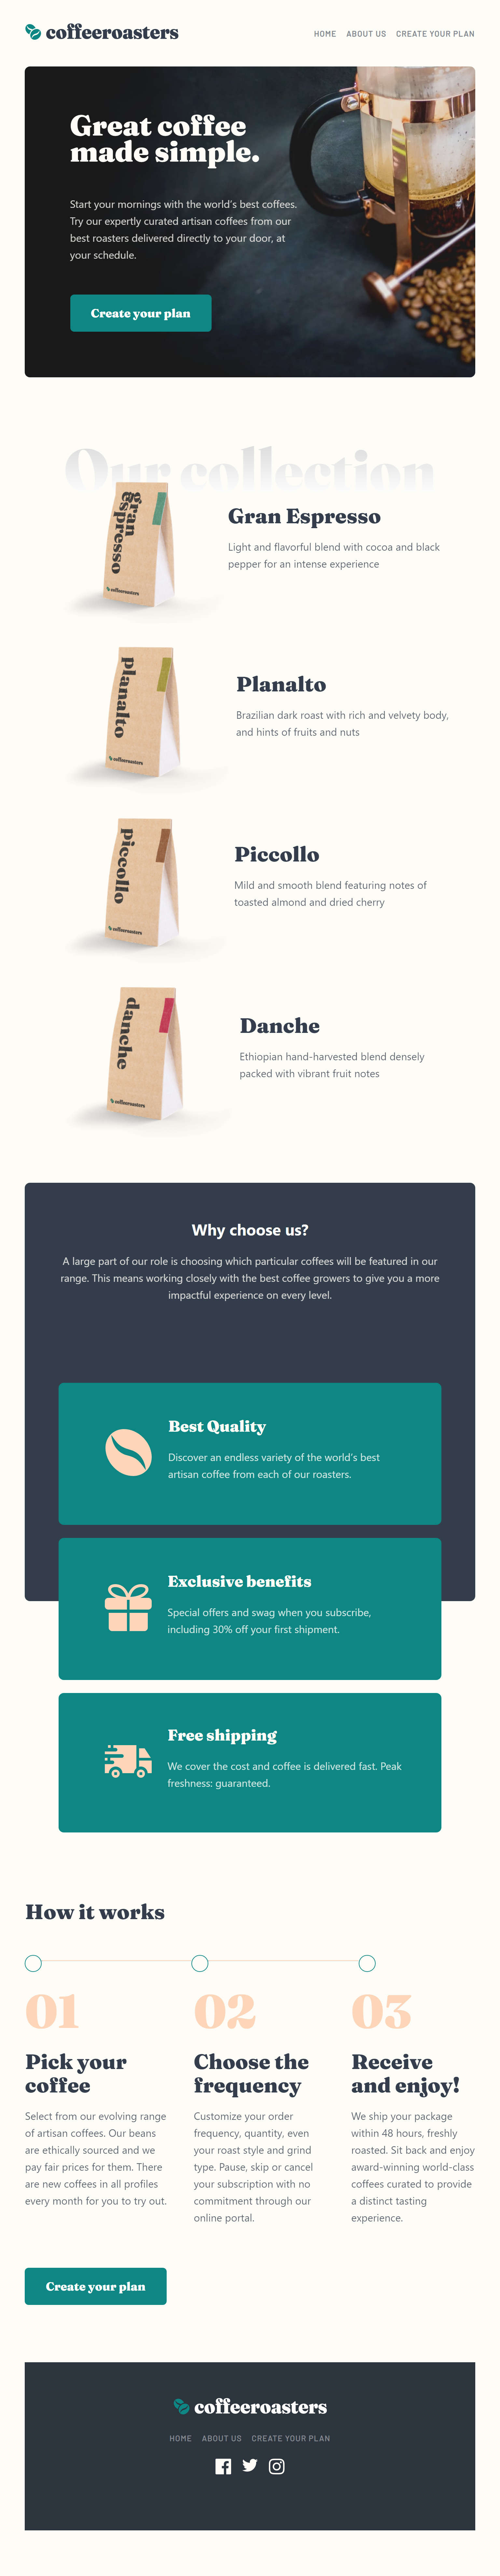 coffeeroasters
HOME ABOUT US CREATE YOUR PLAN
Great coffee
made simple.
Start your mornings with the world's best coffees.
Try our expertly curated artisan coffees from our
best roasters delivered directly to your door, at
your schedule.
Create your plan
Our collection
gran
espresso
coffeeroasters
Gran Espresso
Light and flavorful blend with cocoa and black
pepper for an intense experience
planalto
coffeeroasters
Planalto
Brazilian dark roast with rich and velvety body,
and hints of fruits and nuts
piccollo
coffeeroasters
Piccollo
Mild and smooth blend featuring notes of
toasted almond and dried cherry
danche
coffeeroasters
Danche
Ethiopian hand-harvested blend densely
packed with vibrant fruit notes
Why choose us?
A large part of our role is choosing which particular coffees will be featured in our
range. This means working closely with the best coffee growers to give you a more
impactful experience on every level.
Best Quality
Discover an endless variety of the world's best
artisan coffee from each of our roasters.
Exclusive benefits
Special offers and swag when you subscribe,
including 30% off your first shipment.
Free shipping
We cover the cost and coffee is delivered fast. Peak
freshness: guaranteed.
How it works
01
Pick your
coffee
Select from our evolving range
of artisan coffees. Our beans
are ethically sourced and we
pay fair prices for them. There
are new coffees in all profiles
every month for you to try out.
02
Choose the
frequency
Customize your order
frequency, quantity, even
your roast style and grind
type. Pause, skip or cancel
your subscription with no
commitment through our
online portal.
03
Receive
and enjoy!
We ship your package
within 48 hours, freshly
roasted. Sit back and enjoy
award-winning world-class
coffees curated to provide
a distinct tasting
experience.
Create your plan
coffeeroasters
HOME ABOUT US CREATE YOUR PLAN